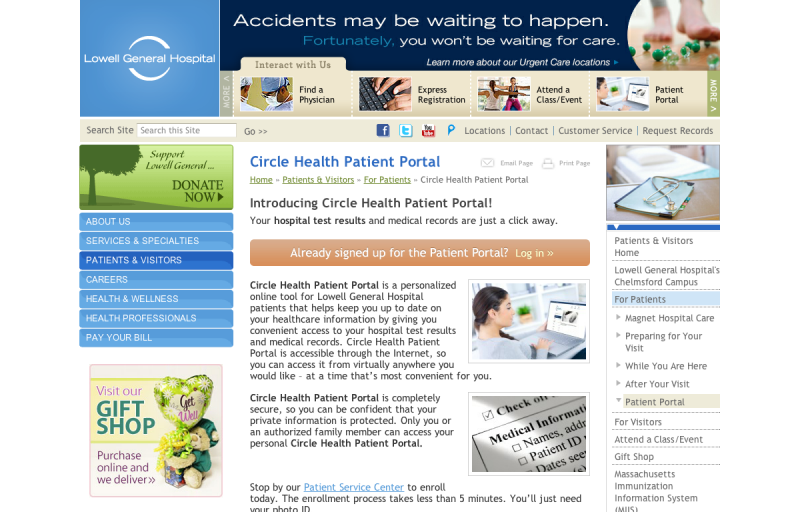 Lowell General Hospital
Accidents may be waiting to happen.
Fortunately, you won't be waiting for care.
Learn more about our Urgent Care locations
Interact with Us
MORE
Find a
Physician
Express
Registration
Attend a
Class/Event
Patient
Portal
MORE
Search Site
Search this Site
Go >>
Locations | Contact | Customer Service | Request Records
Support
Lowell General ...
DONATE
NOW
ABOUT US
SERVICES & SPECIALTIES
PATIENTS & VISITORS
CAREERS
HEALTH & WELLNESS
HEALTH PROFESSIONALS
PAY YOUR BILL
Visit our
GIFT
SHOP
Get
Well
Purchase
online and
we deliver»
Circle Health Patient Portal
Email Page
Print Page
Home » Patients & Visitors » For Patients » Circle Health Patient Portal
Introducing Circle Health Patient Portal!
Your hospital test results and medical records are just a click away.
Already signed up for the Patient Portal? Log in »
Circle Health Patient Portal is a personalized
online tool for Lowell General Hospital
patients that helps keep you up to date on
your healthcare information by giving you
convenient access to your hospital test results
and medical records. Circle Health Patient
Portal is accessible through the Internet, so
you can access it from virtually anywhere you
would like – at a time that's most convenient for you.
Circle Health Patient Portal is completely
secure, so you can be confident that your
private information is protected. Only you or
an authorized family member can access your
personal Circle Health Patient Portal.
Check off
Medical Informat
Names, addr
Patient ID
Dates see
Stop by our Patient Service Center to enroll
today. The enrollment process takes less than 5 minutes. You'll just need
your photo ID
Patients & Visitors
Home
Lowell General Hospital's
Chelmsford Campus
For Patients
Magnet Hospital Care
Preparing for Your
Visit
While You Are Here
After Your Visit
Patient Portal
For Visitors
Attend a Class/Event
Gift Shop
Massachusetts
Immunization
Information System
(MIIS)